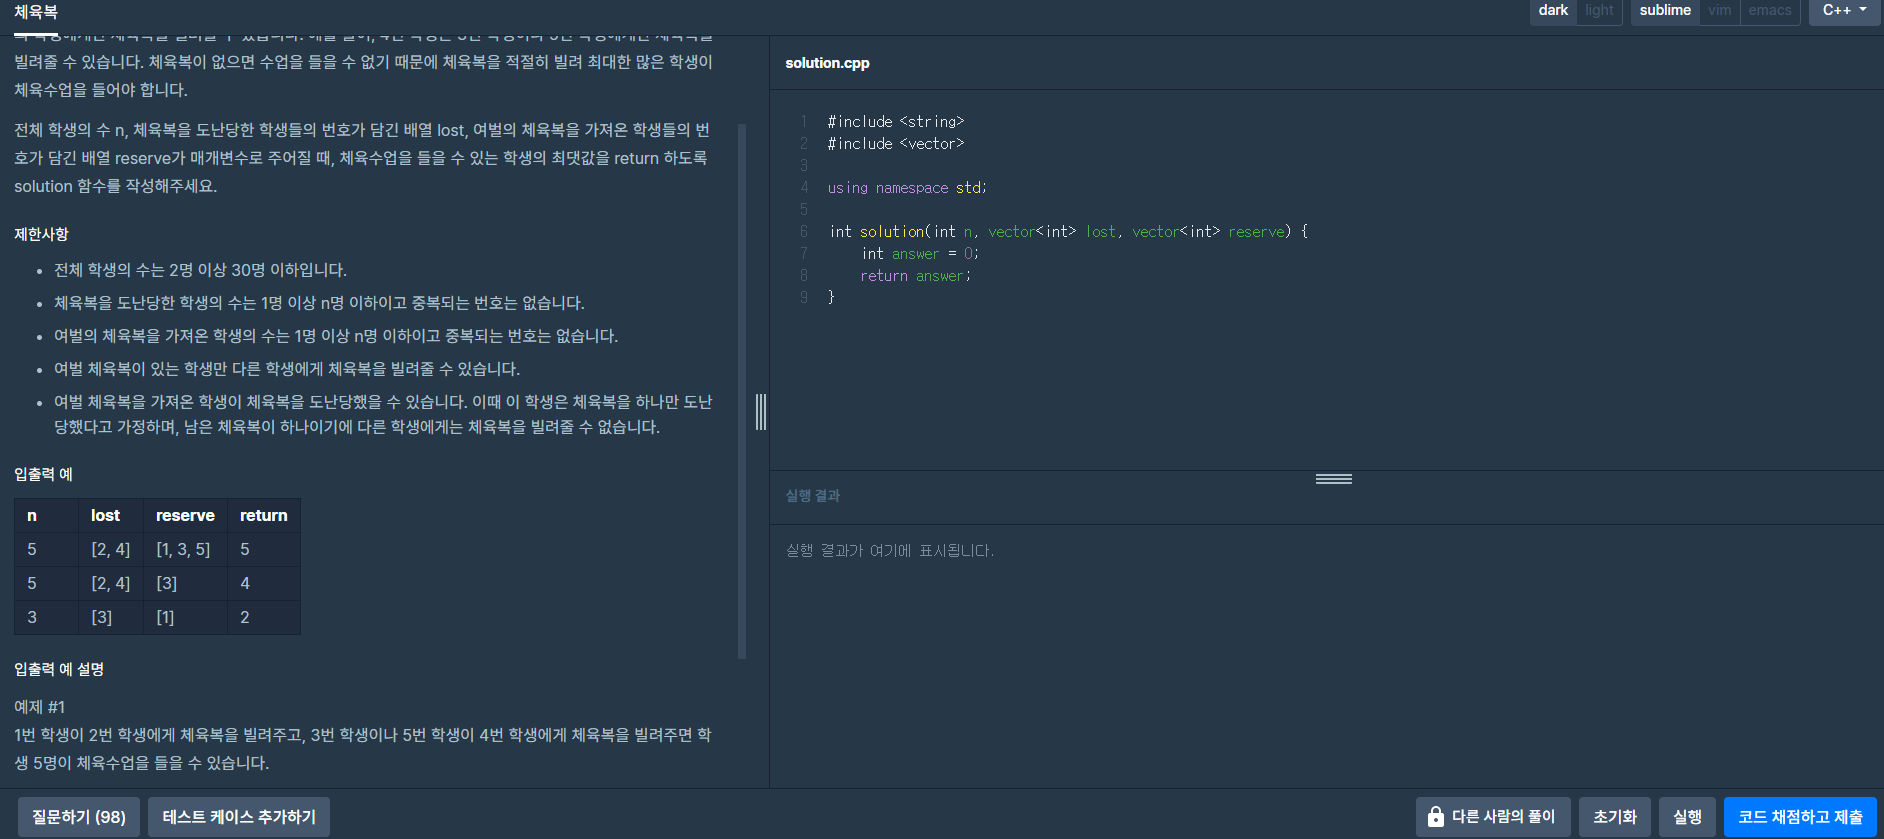 체육복
dark light
sublime vim emacs
C++
빌려줄 수 있습니다. 체육복이 없으면 수업을 들을 수 없기 때문에 체육복을 적절히 빌려 최대한 많은 학생이
체육수업을 들어야 합니다.
전체 학생의 수 n, 체육복을 도난당한 학생들의 번호가 담긴 배열 lost, 여벌의 체육복을 가져온 학생들의 번
호가 담긴 배열 reserve가 매개변수로 주어질 때, 체육수업을 들을 수 있는 학생의 최댓값을 return 하도록
solution 함수를 작성해주세요.
제한사항
• 전체 학생의 수는 2명 이상 30명 이하입니다.
• 체육복을 도난당한 학생의 수는 1명 이상 n명 이하이고 중복되는 번호는 없습니다.
• 여벌의 체육복을 가져온 학생의 수는 1명 이상 n명 이하이고 중복되는 번호는 없습니다.
• 여벌 체육복이 있는 학생만 다른 학생에게 체육복을 빌려줄 수 있습니다.
• 여벌 체육복을 가져온 학생이 체육복을 도난당했을 수 있습니다. 이때 이 학생은 체육복을 하나만 도난
당했다고 가정하며, 남은 체육복이 하나이기에 다른 학생에게는 체육복을 빌려줄 수 없습니다.
입출력 예
n lost reserve return
5 [2, 4] [1, 3, 5] 5
5 [2, 4] [3] 4
3 [3] [1] 2
입출력 예 설명
예제 #1
1번 학생이 2번 학생에게 체육복을 빌려주고, 3번 학생이나 5번 학생이 4번 학생에게 체육복을 빌려주면 학
생 5명이 체육수업을 들을 수 있습니다.
solution.cpp
1 #include <string>
2 #include <vector>
3
4 using namespace std;
5
6 int solution(int n, vector<int> lost, vector<int> reserve) {
7 int answer = 0;
8 return answer;
9 }
실행 결과
실행 결과가 여기에 표시됩니다.
질문하기 (98)
테스트 케이스 추가하기
다른 사람의 풀이
초기화
실행
코드 채점하고 제출